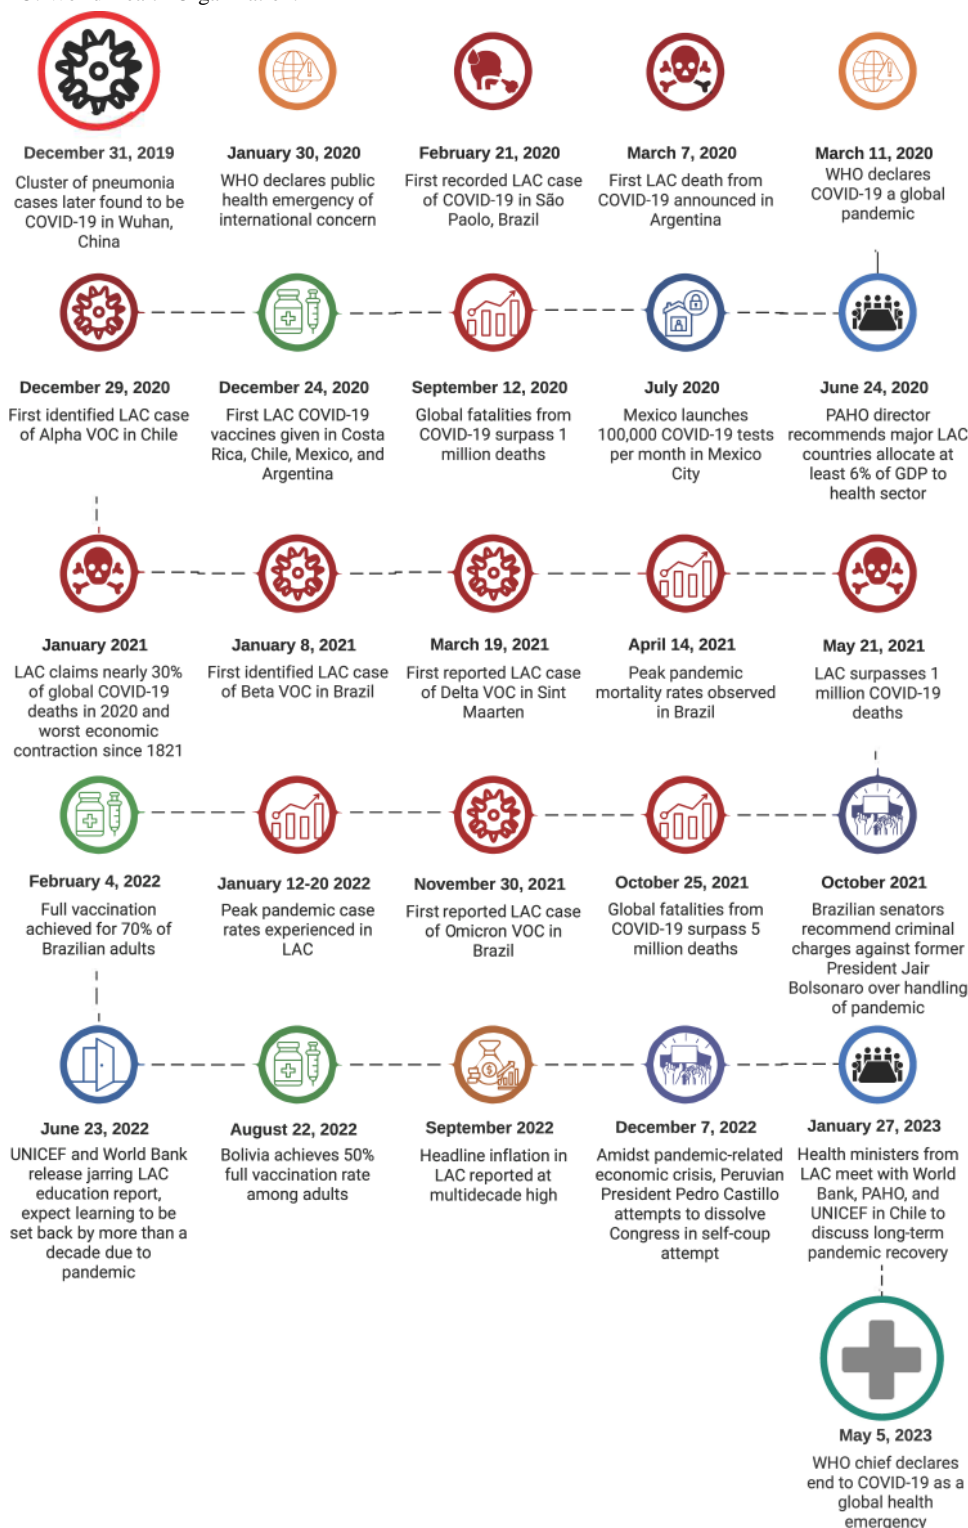 World Health Organization.
December 31, 2019
Cluster of pneumonia
cases later found to be
COVID-19 in Wuhan,
China
January 30, 2020
WHO declares public
health emergency of
international concern
February 21, 2020
First recorded LAC case
of COVID-19 in São
Paolo, Brazil
March 7, 2020
First LAC death from
COVID-19 announced in
Argentina
March 11, 2020
WHO declares
COVID-19 a global
pandemic
December 29, 2020
First identified LAC case
of Alpha VOC in Chile
December 24, 2020
First LAC COVID-19
vaccines given in Costa
Rica, Chile, Mexico, and
Argentina
September 12, 2020
Global fatalities from
COVID-19 surpass 1
million deaths
July 2020
Mexico launches
100,000 COVID-19 tests
per month in Mexico
City
June 24, 2020
PAHO director
recommends major LAC
countries allocate at
least 6% of GDP to
health sector
January 2021
LAC claims nearly 30%
of global COVID-19
deaths in 2020 and
worst economic
contraction since 1821
January 8, 2021
First identified LAC case
of Beta VOC in Brazil
March 19, 2021
First reported LAC case
of Delta VOC in Sint
Maarten
April 14, 2021
Peak pandemic
mortality rates observed
in Brazil
May 21, 2021
LAC surpasses 1
million COVID-19
deaths
February 4, 2022
Full vaccination
achieved for 70% of
Brazilian adults
January 12-20 2022
Peak pandemic case
rates experienced in
LAC
November 30, 2021
First reported LAC case
of Omicron VOC in
Brazil
October 25, 2021
Global fatalities from
COVID-19 surpass 5
million deaths
October 2021
Brazilian senators
recommend criminal
charges against former
President Jair
Bolsonaro over handling
of pandemic
June 23, 2022
UNICEF and World Bank
release jarring LAC
education report,
expect learning to be
set back by more than a
decade due to
pandemic
August 22, 2022
Bolivia achieves 50%
full vaccination rate
among adults
September 2022
Headline inflation in
LAC reported at
multidecade high
December 7, 2022
Amidst pandemic-related
economic crisis, Peruvian
President Pedro Castillo
attempts to dissolve
Congress in self-coup
attempt
January 27, 2023
Health ministers from
LAC meet with World
Bank, PAHO, and
UNICEF in Chile to
discuss long-term
pandemic recovery
May 5, 2023
WHO chief declares
end to COVID-19 as a
global health
emergency